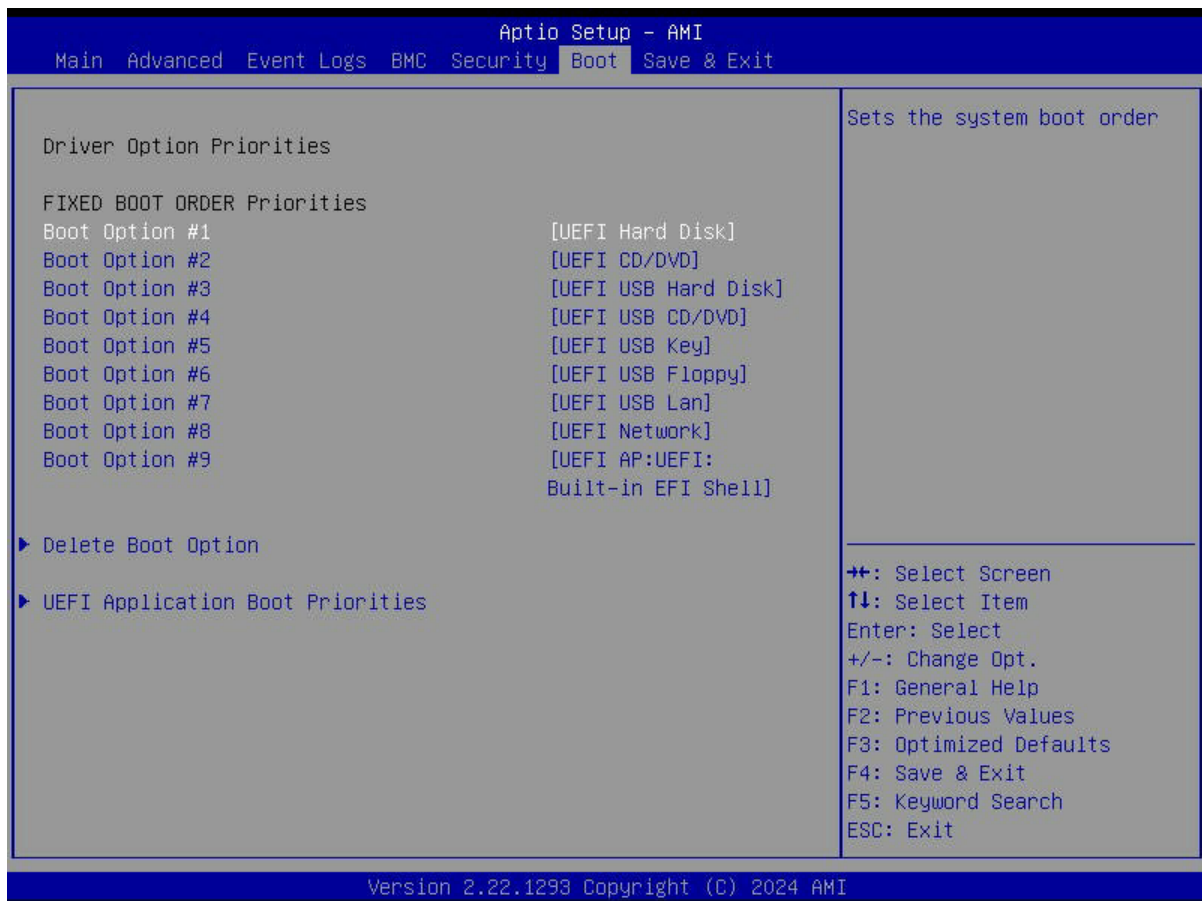 Aptio Setup – AMI
Main Advanced Event Logs BMC Security Boot Save & Exit
Driver Option Priorities
FIXED BOOT ORDER Priorities
Boot Option #1 [UEFI Hard Disk]
Boot Option #2 [UEFI CD/DVD]
Boot Option #3 [UEFI USB Hard Disk]
Boot Option #4 [UEFI USB CD/DVD]
Boot Option #5 [UEFI USB Key]
Boot Option #6 [UEFI USB Floppy]
Boot Option #7 [UEFI USB Lan]
Boot Option #8 [UEFI Network]
Boot Option #9 [UEFI AP:UEFI:
Built-in EFI Shell]
Delete Boot Option
UEFI Application Boot Priorities
Sets the system boot order
→←: Select Screen
↑↓: Select Item
Enter: Select
+/-: Change Opt.
F1: General Help
F2: Previous Values
F3: Optimized Defaults
F4: Save & Exit
F5: Keyword Search
ESC: Exit
Version 2.22.1293 Copyright (C) 2024 AMI